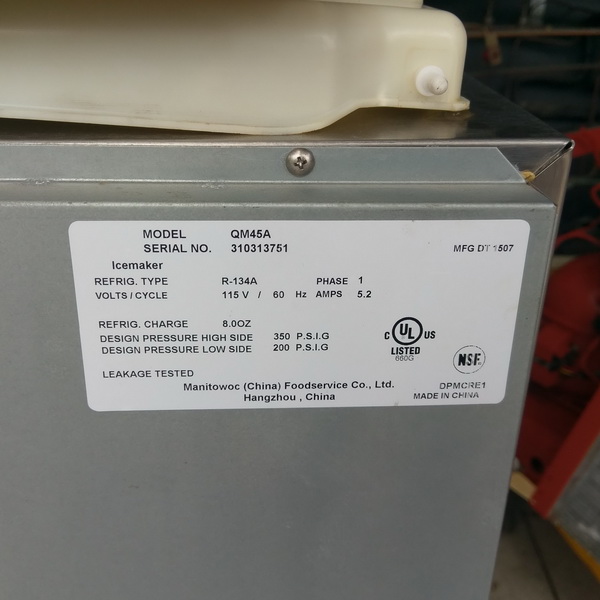 MODEL QM45A
SERIAL NO. 310313751 MFG DT 1507
Icemaker
REFRIG. TYPE R-134A PHASE 1
VOLTS / CYCLE 115 V / 60 Hz AMPS 5.2
REFRIG. CHARGE 8.0OZ
DESIGN PRESSURE HIGH SIDE 350 P.S.I.G
DESIGN PRESSURE LOW SIDE 200 P.S.I.G
C UL US
LISTED
660G
NSF
LEAKAGE TESTED
Manitowoc (China) Foodservice Co., Ltd. DPMCRE1
Hangzhou , China MADE IN CHINA